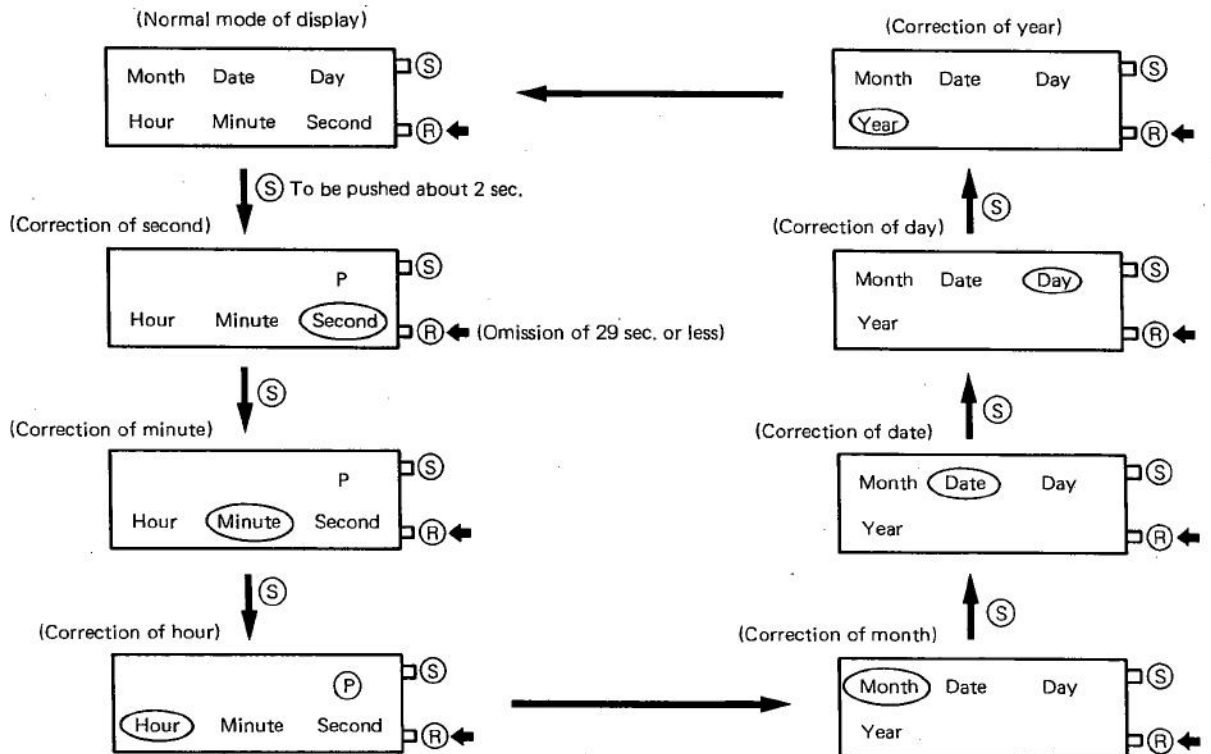 (Normal mode of display)
Month Date Day
S
Hour Minute Second
R
S To be pushed about 2 sec.
(Correction of second)
P
S
Hour Minute Second
R (Omission of 29 sec. or less)
S
(Correction of minute)
P
S
Hour Minute Second
R
S
(Correction of hour)
P
S
Hour Minute Second
R
(Correction of month)
Month Date Day
S
Year
R
S
(Correction of date)
Month Date Day
S
Year
R
S
(Correction of day)
Month Date Day
S
Year
R
S
(Correction of year)
Month Date Day
S
Year
R